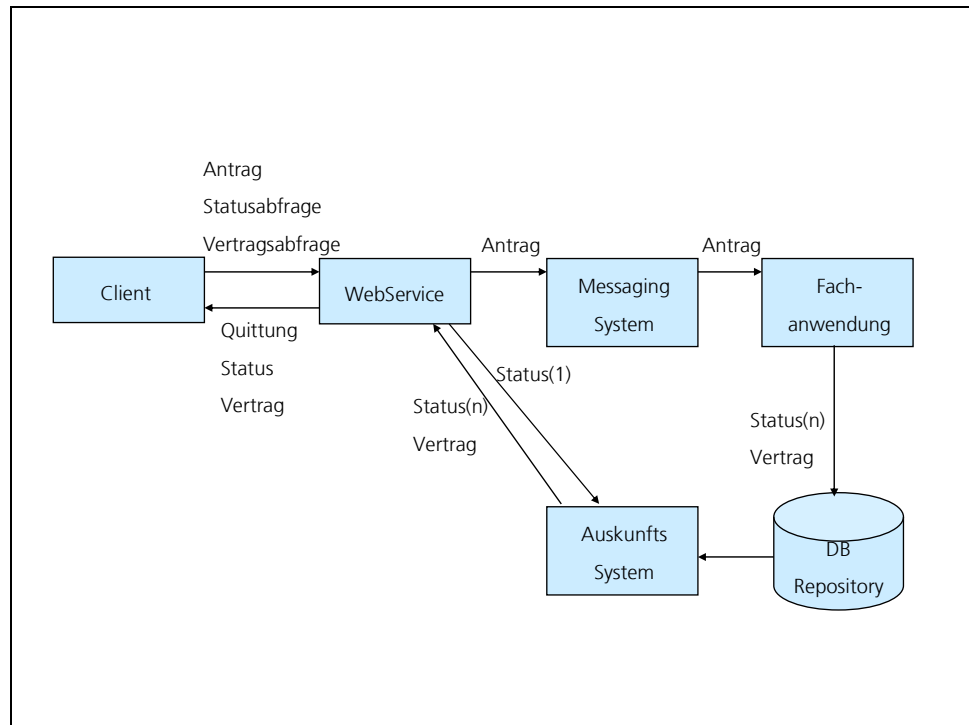 Antrag
Statusabfrage
Vertragsabfrage
Client
Quittung
Status
Vertrag
WebService
Antrag
Messaging
System
Antrag
Fach-
anwendung
Status(1)
Status(n)
Vertrag
Status(n)
Vertrag
Auskunfts
System
DB
Repository